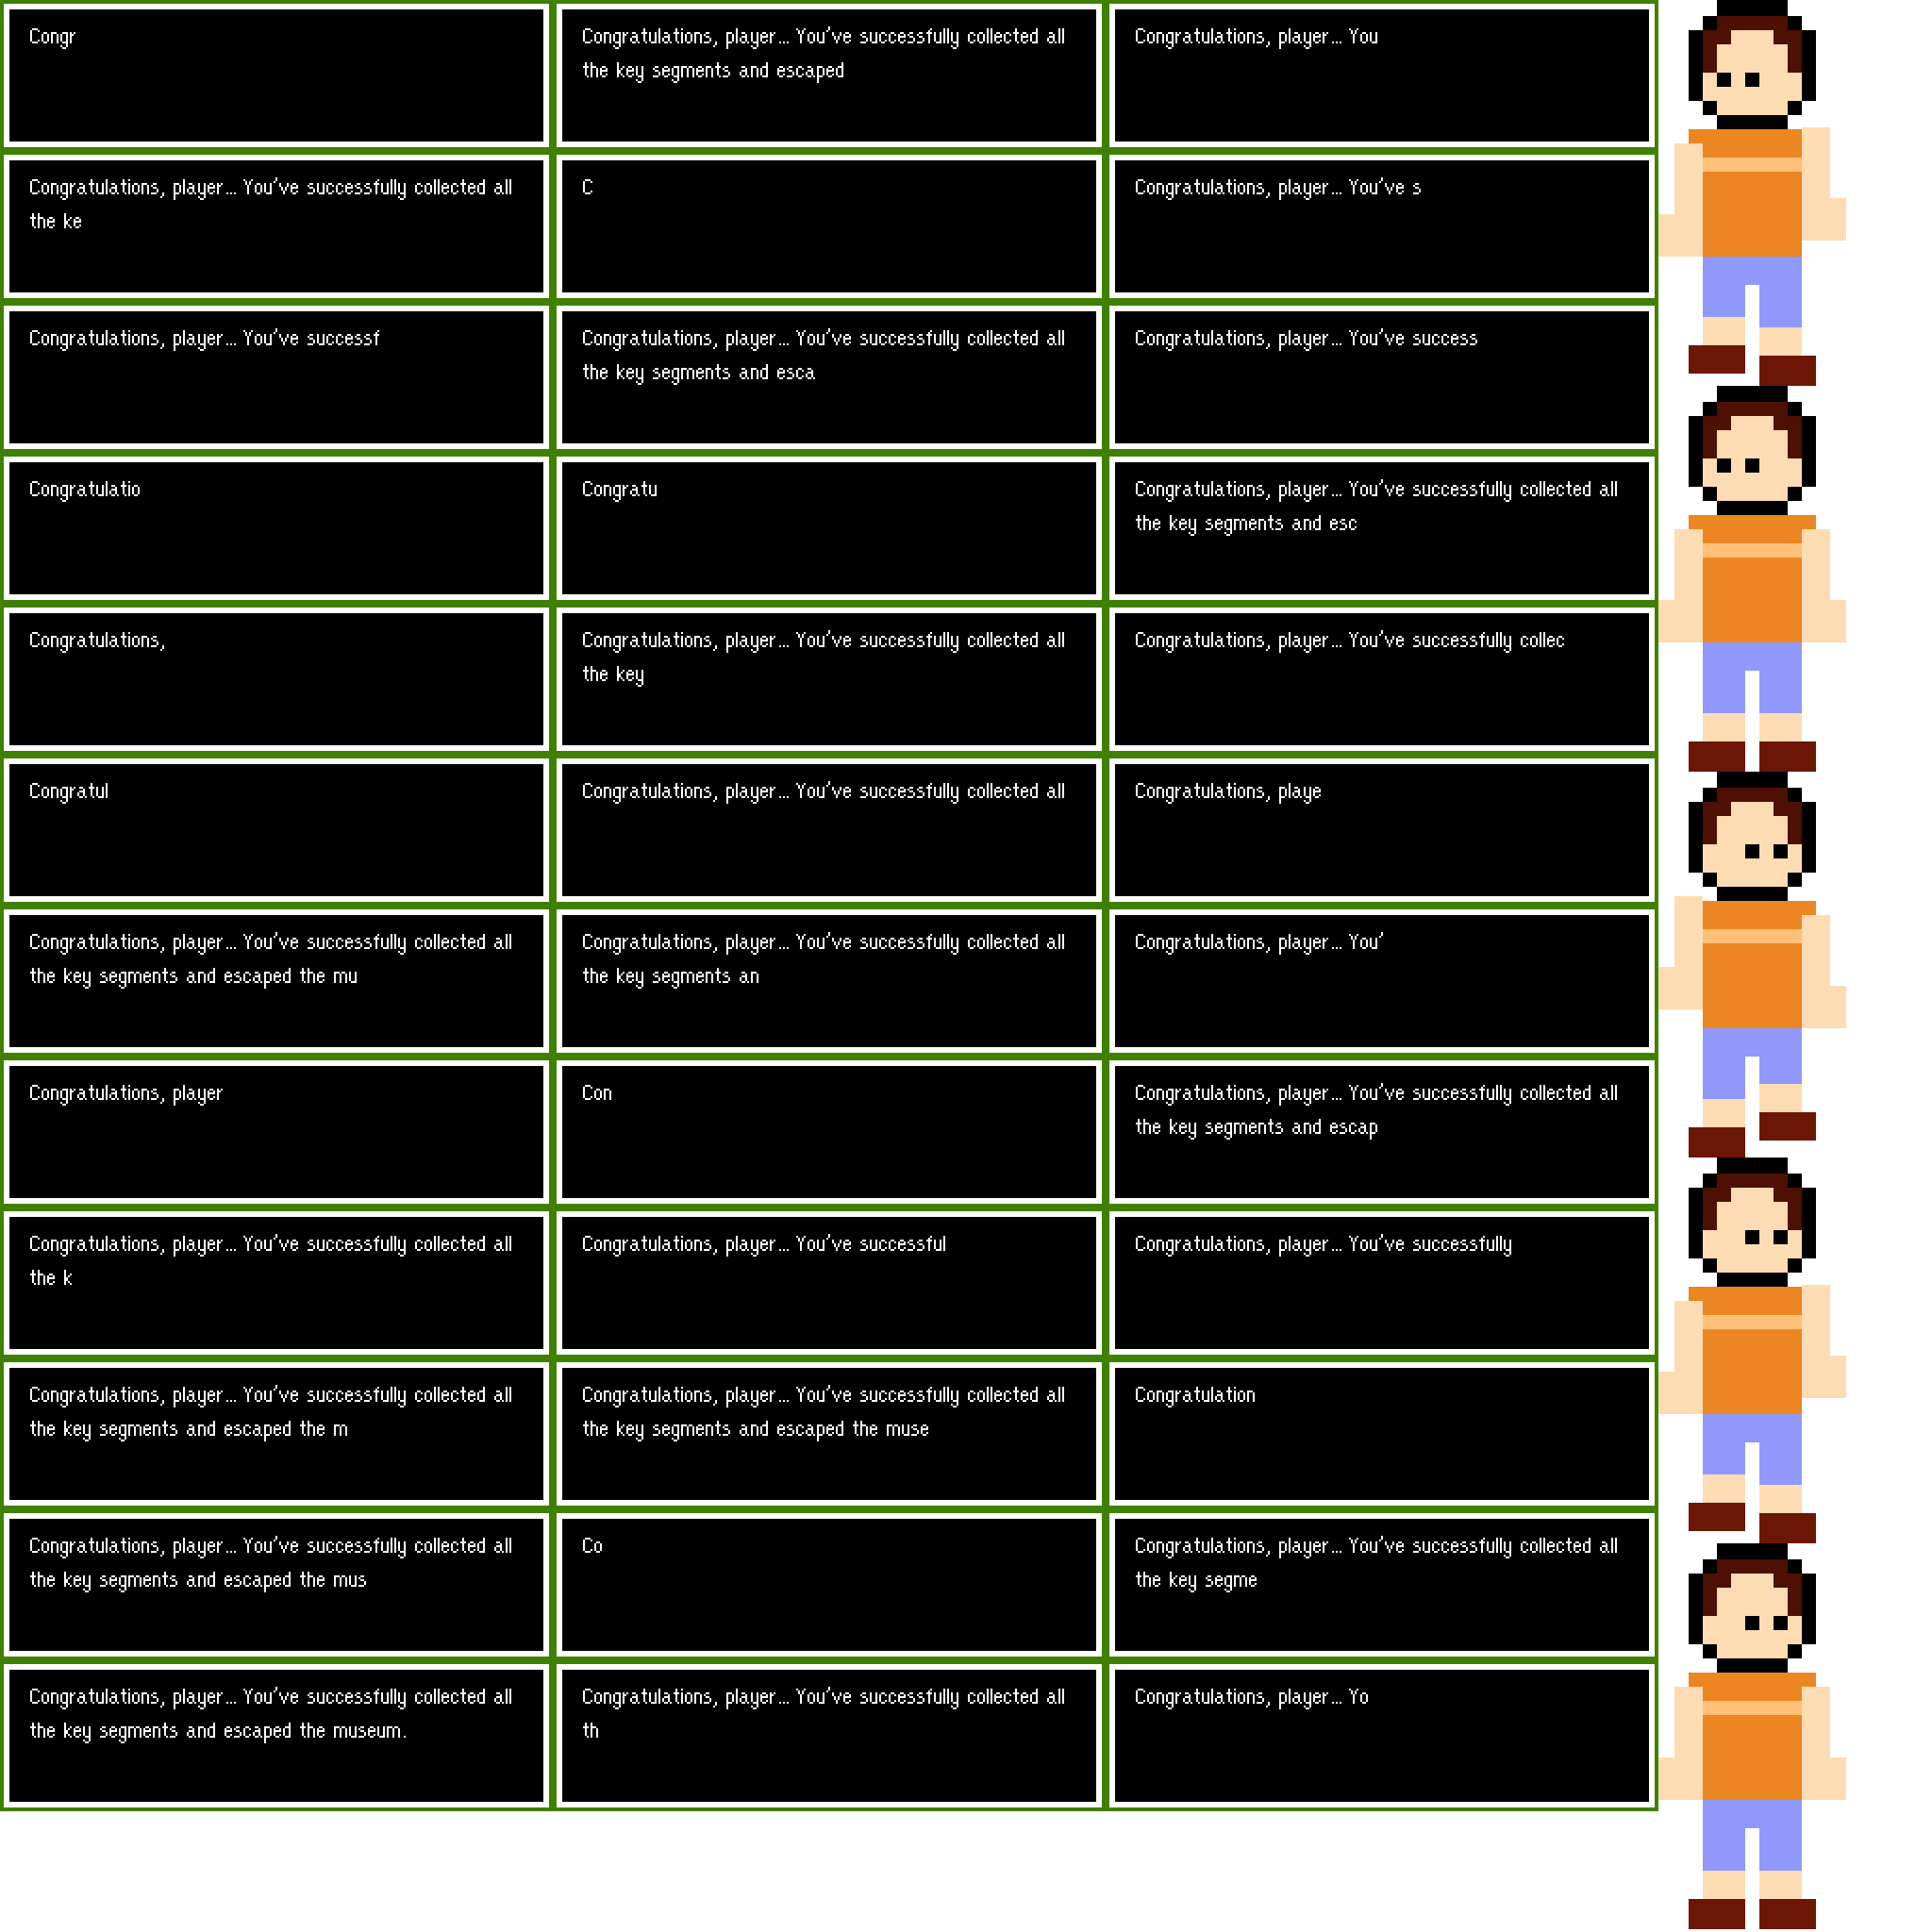 Congr
Congratulations, player... You've successfully collected all
the key segments and escaped
Congratulations, player... You
Congratulations, player... You've successfully collected all
the ke
C
Congratulations, player... You've s
Congratulations, player... You've successf
Congratulations, player... You've successfully collected all
the key segments and esca
Congratulations, player... You've success
Congratulatio
Congratu
Congratulations, player... You've successfully collected all
the key segments and esc
Congratulations,
Congratulations, player... You've successfully collected all
the key
Congratulations, player... You've successfully collec
Congratul
Congratulations, player... You've successfully collected all
Congratulations, playe
Congratulations, player... You've successfully collected all
the key segments and escaped the mu
Congratulations, player... You've successfully collected all
the key segments an
Congratulations, player... You'
Congratulations, player
Con
Congratulations, player... You've successfully collected all
the key segments and escap
Congratulations, player... You've successfully collected all
the k
Congratulations, player... You've successful
Congratulations, player... You've successfully
Congratulations, player... You've successfully collected all
the key segments and escaped the m
Congratulations, player... You've successfully collected all
the key segments and escaped the muse
Congratulation
Congratulations, player... You've successfully collected all
the key segments and escaped the mus
Co
Congratulations, player... You've successfully collected all
the key segme
Congratulations, player... You've successfully collected all
the key segments and escaped the museum.
Congratulations, player... You've successfully collected all
th
Congratulations, player... Yo